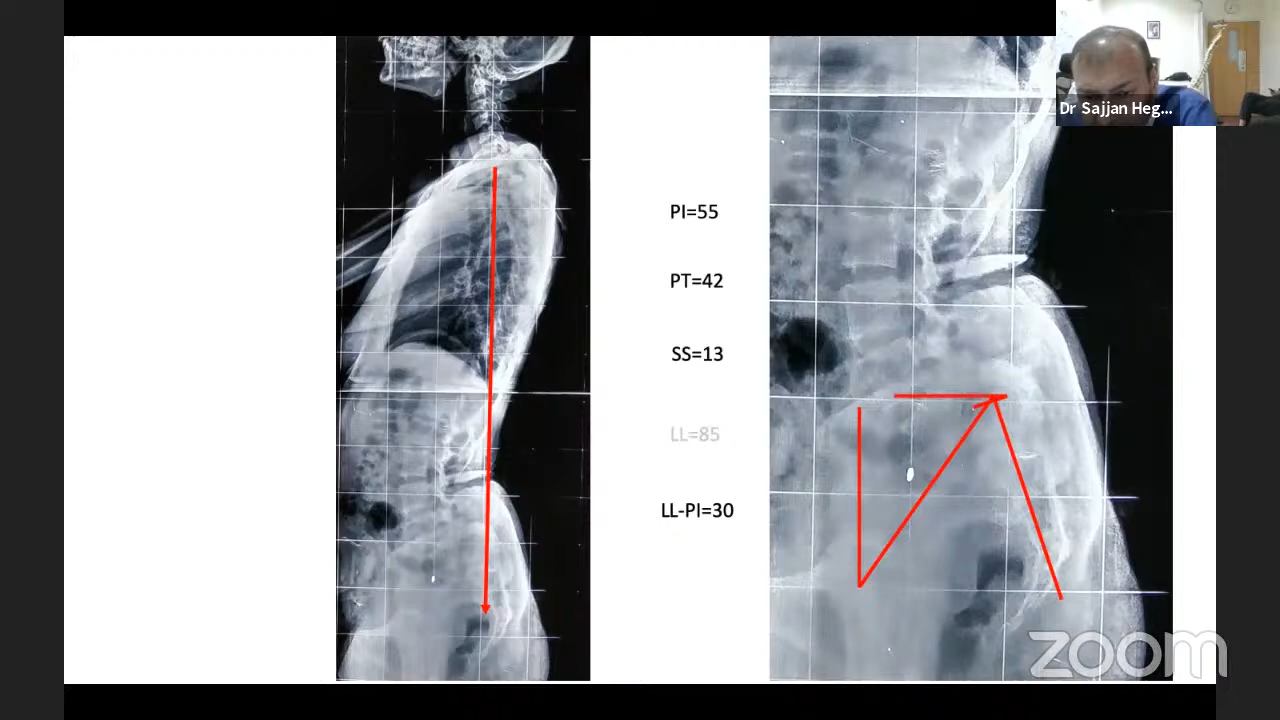 Dr Sajjan Heg...
PI=55
PT=42
SS=13
LL=85
LL-PI=30
zoom